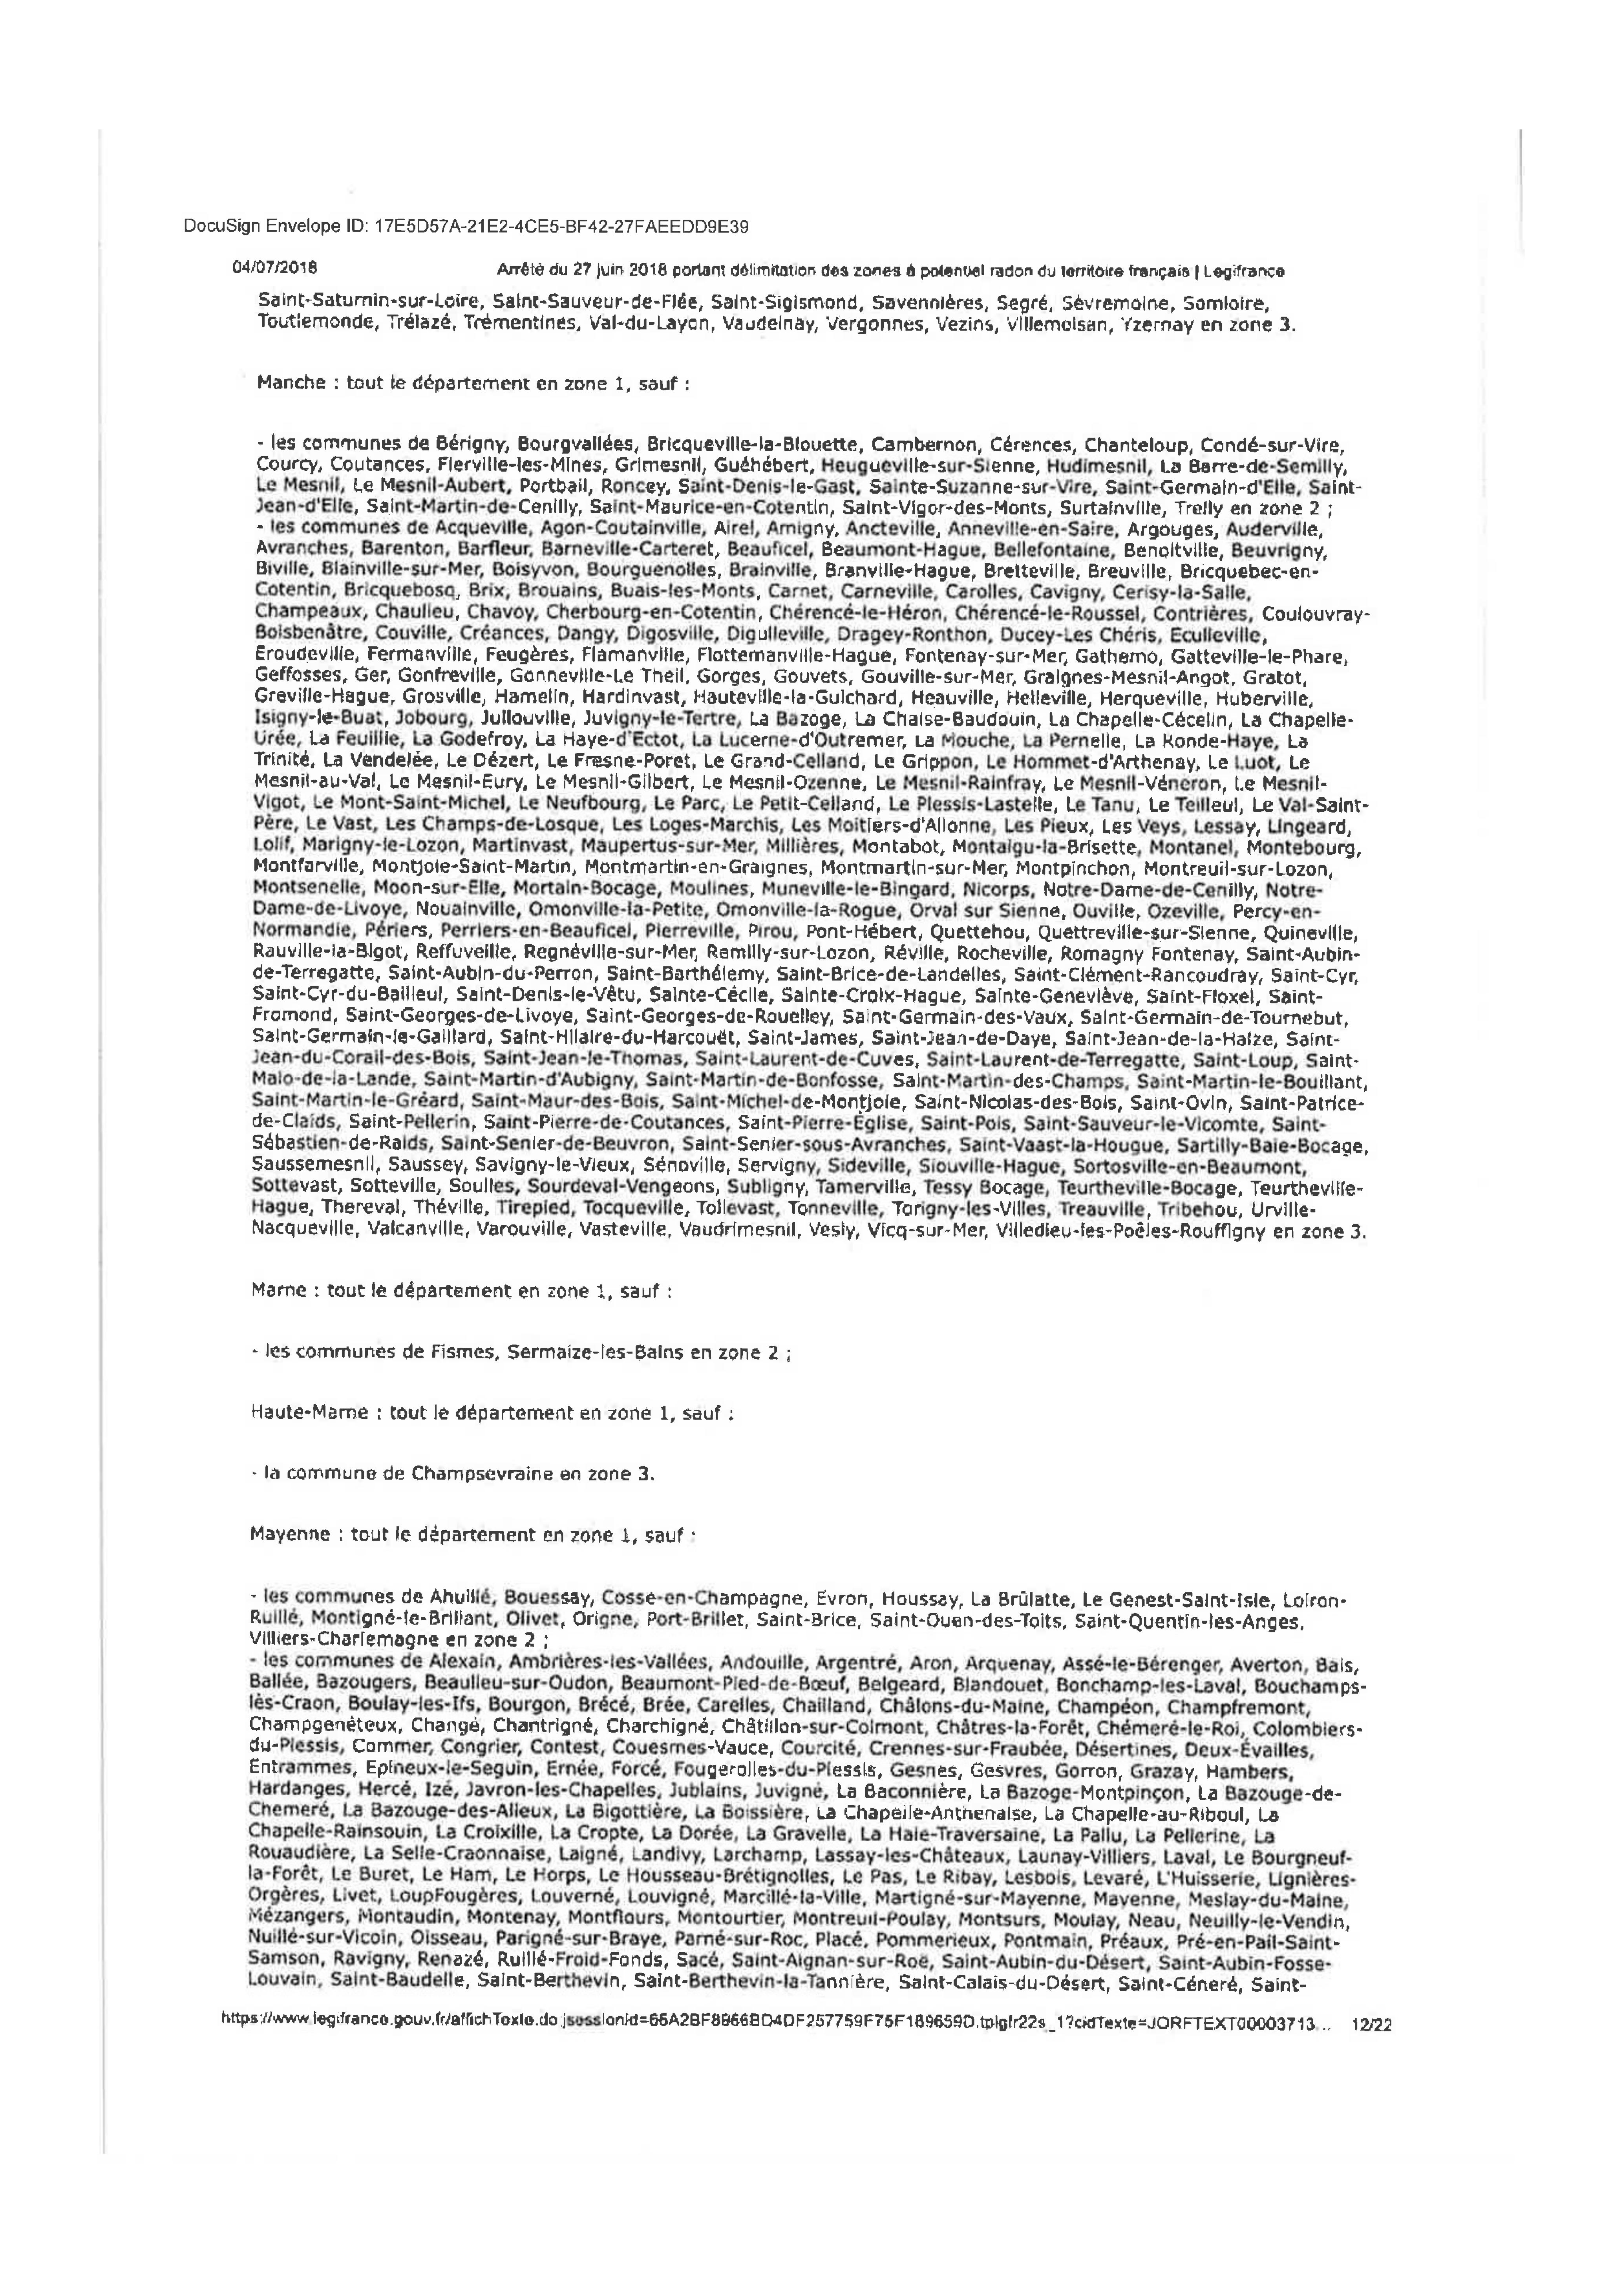 DocuSign Envelope ID: 17E5D57A-21E2-4CE5-BF42-27FAEEDD9E39
04/07/2018 Arrêté du 27 juin 2018 portant délimitation des zones à potentiel radon du territoire français | Legifrance
Saint-Saturnin-sur-Loire, Saint-Sauveur-de-Flée, Saint-Sigismond, Savennières, Segré, Sèvremoine, Somloire,
Toutlemonde, Trélazé, Trémentines, Val-du-Layon, Vaudelnay, Vergonnes, Vezins, Villemoisan, Yzernay en zone 3.
Manche : tout le département en zone 1, sauf :
- les communes de Bérigny, Bourgvallées, Bricqueville-la-Blouette, Cambernon, Cérences, Chanteloup, Condé-sur-Vire,
Courcy, Coutances, Fierville-les-Mines, Grimesnil, Guéhébert, Heugueville-sur-Sienne, Hudimesnil, La Barre-de-Semilly,
Le Mesnil, Le Mesnil-Aubert, Portbail, Roncey, Saint-Denis-le-Gast, Sainte-Suzanne-sur-Vire, Saint-Germain-d'Elle, Saint-
Jean-d'Elle, Saint-Martin-de-Cenilly, Saint-Maurice-en-Cotentin, Saint-Vigor-des-Monts, Surtainville, Trelly en zone 2 ;
- les communes de Acqueville, Agon-Coutainville, Airel, Amigny, Ancteville, Anneville-en-Saire, Argouges, Auderville,
Avranches, Barenton, Barfleur, Barneville-Carteret, Beauficel, Beaumont-Hague, Bellefontaine, Benoîtville, Beuvrigny,
Biville, Blainville-sur-Mer, Boisyvon, Bourguenolles, Brainville, Branville-Hague, Bretteville, Breuville, Bricquebec-en-
Cotentin, Bricquebosq, Brix, Brouains, Buais-les-Monts, Carnet, Carneville, Carolles, Cavigny, Cerisy-la-Salle,
Champeaux, Chaulieu, Chavoy, Cherbourg-en-Cotentin, Chérencé-le-Héron, Chérencé-le-Roussel, Contrières, Coulouvray-
Boisbenâtre, Couville, Créances, Dangy, Digosville, Digulleville, Dragey-Ronthon, Ducey-Les Chéris, Eculleville,
Eroudeville, Fermanville, Feugères, Flamanville, Flottemanville-Hague, Fontenay-sur-Mer, Gathemo, Gatteville-le-Phare,
Geffosses, Ger, Gonfreville, Gonneville-Le Theil, Gorges, Gouvets, Gouville-sur-Mer, Graignes-Mesnil-Angot, Gratot,
Greville-Hague, Grosville, Hamelin, Hardinvast, Hauteville-la-Guichard, Heauville, Helleville, Herqueville, Huberville,
Isigny-le-Buat, Jobourg, Jullouville, Juvigny-le-Tertre, La Bazoge, La Chaise-Baudouin, La Chapelle-Cécelin, La Chapelle-
Urée, La Feuillie, La Godefroy, La Haye-d'Ectot, La Lucerne-d'Outremer, La Mouche, La Pernelle, La Ronde-Haye, La
Trinité, La Vendelée, Le Dézert, Le Fresne-Poret, Le Grand-Celland, Le Grippon, Le Hommet-d'Arthenay, Le Luot, Le
Mesnil-au-Val, Le Mesnil-Eury, Le Mesnil-Gilbert, Le Mesnil-Ozenne, Le Mesnil-Rainfray, Le Mesnil-Véneron, Le Mesnil-
Vigot, Le Mont-Saint-Michel, Le Neufbourg, Le Parc, Le Petit-Celland, Le Plessis-Lastelle, Le Tanu, Le Teilleul, Le Val-Saint-
Père, Le Vast, Les Champs-de-Losque, Les Loges-Marchis, Les Moitiers-d'Allonne, Les Pieux, Les Veys, Lessay, Lingeard,
Lolif, Marigny-le-Lozon, Martinvast, Maupertus-sur-Mer, Millières, Montabot, Montaigu-la-Brisette, Montanel, Montebourg,
Montfarville, Montjoie-Saint-Martin, Montmartin-en-Graignes, Montmartin-sur-Mer, Montpinchon, Montreuil-sur-Lozon,
Montsenelle, Moon-sur-Elle, Mortain-Bocage, Moulines, Muneville-le-Bingard, Nicorps, Notre-Dame-de-Cenilly, Notre-
Dame-de-Livoye, Nouainville, Omonville-la-Petite, Omonville-la-Rogue, Orval sur Sienne, Ouville, Ozeville, Percy-en-
Normandie, Périers, Perriers-en-Beauficel, Pierreville, Pirou, Pont-Hébert, Quettehou, Quettreville-sur-Sienne, Quinéville,
Rauville-la-Bigot, Reffuveille, Regnéville-sur-Mer, Remilly-sur-Lozon, Réville, Rocheville, Romagny Fontenay, Saint-Aubin-
de-Terregatte, Saint-Aubin-du-Perron, Saint-Barthélemy, Saint-Brice-de-Landelles, Saint-Clément-Rancoudray, Saint-Cyr,
Saint-Cyr-du-Bailleul, Saint-Denis-le-Vêtu, Sainte-Cécile, Sainte-Croix-Hague, Sainte-Geneviève, Saint-Floxel, Saint-
Fromond, Saint-Georges-de-Livoye, Saint-Georges-de-Rouelley, Saint-Germain-des-Vaux, Saint-Germain-de-Tournebut,
Saint-Germain-le-Gaillard, Saint-Hilaire-du-Harcouët, Saint-James, Saint-Jean-de-Daye, Saint-Jean-de-la-Haize, Saint-
Jean-du-Corail-des-Bois, Saint-Jean-le-Thomas, Saint-Laurent-de-Cuves, Saint-Laurent-de-Terregatte, Saint-Loup, Saint-
Malo-de-la-Lande, Saint-Martin-d'Aubigny, Saint-Martin-de-Bonfosse, Saint-Martin-des-Champs, Saint-Martin-le-Bouillant,
Saint-Martin-le-Gréard, Saint-Maur-des-Bois, Saint-Michel-de-Montjoie, Saint-Nicolas-des-Bois, Saint-Ovin, Saint-Patrice-
de-Claids, Saint-Pellerin, Saint-Pierre-de-Coutances, Saint-Pierre-Église, Saint-Pois, Saint-Sauveur-le-Vicomte, Saint-
Sébastien-de-Raids, Saint-Senier-de-Beuvron, Saint-Senier-sous-Avranches, Saint-Vaast-la-Hougue, Sartilly-Baie-Bocage,
Saussemesnil, Saussey, Savigny-le-Vieux, Sénoville, Servigny, Sideville, Siouville-Hague, Sortosville-en-Beaumont,
Sottevast, Sotteville, Soulles, Sourdeval-Vengeons, Subligny, Tamerville, Tessy Bocage, Teurtheville-Bocage, Teurtheville-
Hague, Thereval, Théville, Tirepied, Tocqueville, Tollevast, Tonneville, Torigny-les-Villes, Treauville, Tribehou, Urville-
Nacqueville, Valcanville, Varouville, Vasteville, Vaudrimesnil, Vesly, Vicq-sur-Mer, Villedieu-les-Poêles-Rouffigny en zone 3.
Marne : tout le département en zone 1, sauf :
- les communes de Fismes, Sermaize-les-Bains en zone 2 ;
Haute-Marne : tout le département en zone 1, sauf :
- la commune de Champsevraine en zone 3.
Mayenne : tout le département en zone 1, sauf :
- les communes de Ahuillé, Bouessay, Cosse-en-Champagne, Evron, Houssay, La Brûlatte, Le Genest-Saint-Isle, Loiron-
Ruillé, Montigné-le-Brillant, Olivet, Origne, Port-Brillet, Saint-Brice, Saint-Ouen-des-Toits, Saint-Quentin-les-Anges,
Villiers-Charlemagne en zone 2 ;
- les communes de Alexain, Ambrières-les-Vallées, Andouille, Argentré, Aron, Arquenay, Assé-le-Bérenger, Averton, Bais,
Ballée, Bazougers, Beaulieu-sur-Oudon, Beaumont-Pied-de-Bœuf, Belgeard, Blandouet, Bonchamp-les-Laval, Bouchamps-
lès-Craon, Boulay-les-Ifs, Bourgon, Brécé, Brée, Carelles, Chailland, Châlons-du-Maine, Champéon, Champfremont,
Champgenéteux, Changé, Chantrigné, Charchigné, Châtillon-sur-Colmont, Châtres-la-Forêt, Chémeré-le-Roi, Colombiers-
du-Plessis, Commer, Congrier, Contest, Couesmes-Vauce, Courcité, Crennes-sur-Fraubée, Désertines, Deux-Évailles,
Entrammes, Epineux-le-Seguin, Ernée, Forcé, Fougerolles-du-Plessis, Gesnes, Gesvres, Gorron, Grazay, Hambers,
Hardanges, Hercé, Izé, Javron-les-Chapelles, Jublains, Juvigné, La Baconnière, La Bazoge-Montpinçon, La Bazouge-de-
Chemeré, La Bazouge-des-Alleux, La Bigottière, La Boissière, La Chapelle-Anthenaise, La Chapelle-au-Riboul, La
Chapelle-Rainsouin, La Croixille, La Cropte, La Dorée, La Gravelle, La Haie-Traversaine, La Pallu, La Pellerine, La
Rouaudière, La Selle-Craonnaise, Laigné, Landivy, Larchamp, Lassay-les-Châteaux, Launay-Villiers, Laval, Le Bourgneuf-
la-Forêt, Le Buret, Le Ham, Le Horps, Le Housseau-Brétignolles, Le Pas, Le Ribay, Lesbois, Levaré, L'Huisserie, Lignières-
Orgères, Livet, LoupFougères, Louverné, Louvigné, Marcillé-la-Ville, Martigné-sur-Mayenne, Mayenne, Meslay-du-Maine,
Mézangers, Montaudin, Montenay, Montflours, Montourtier, Montreuil-Poulay, Montsurs, Moulay, Neau, Neuilly-le-Vendin,
Nuillé-sur-Vicoin, Oisseau, Parigné-sur-Braye, Parné-sur-Roc, Placé, Pommerieux, Pontmain, Préaux, Pré-en-Pail-Saint-
Samson, Ravigny, Renazé, Ruillé-Froid-Fonds, Sacé, Saint-Aignan-sur-Roë, Saint-Aubin-du-Désert, Saint-Aubin-Fosse-
Louvain, Saint-Baudelle, Saint-Berthevin, Saint-Berthevin-la-Tannière, Saint-Calais-du-Désert, Saint-Céneré, Saint-
https://www.legifrance.gouv.fr/affichTexte.do;jsessionid=66A2BF8966BD4DF257759F75F189659D.tplgfr22s_1?cidTexte=JORFTEXT00003713... 12/22